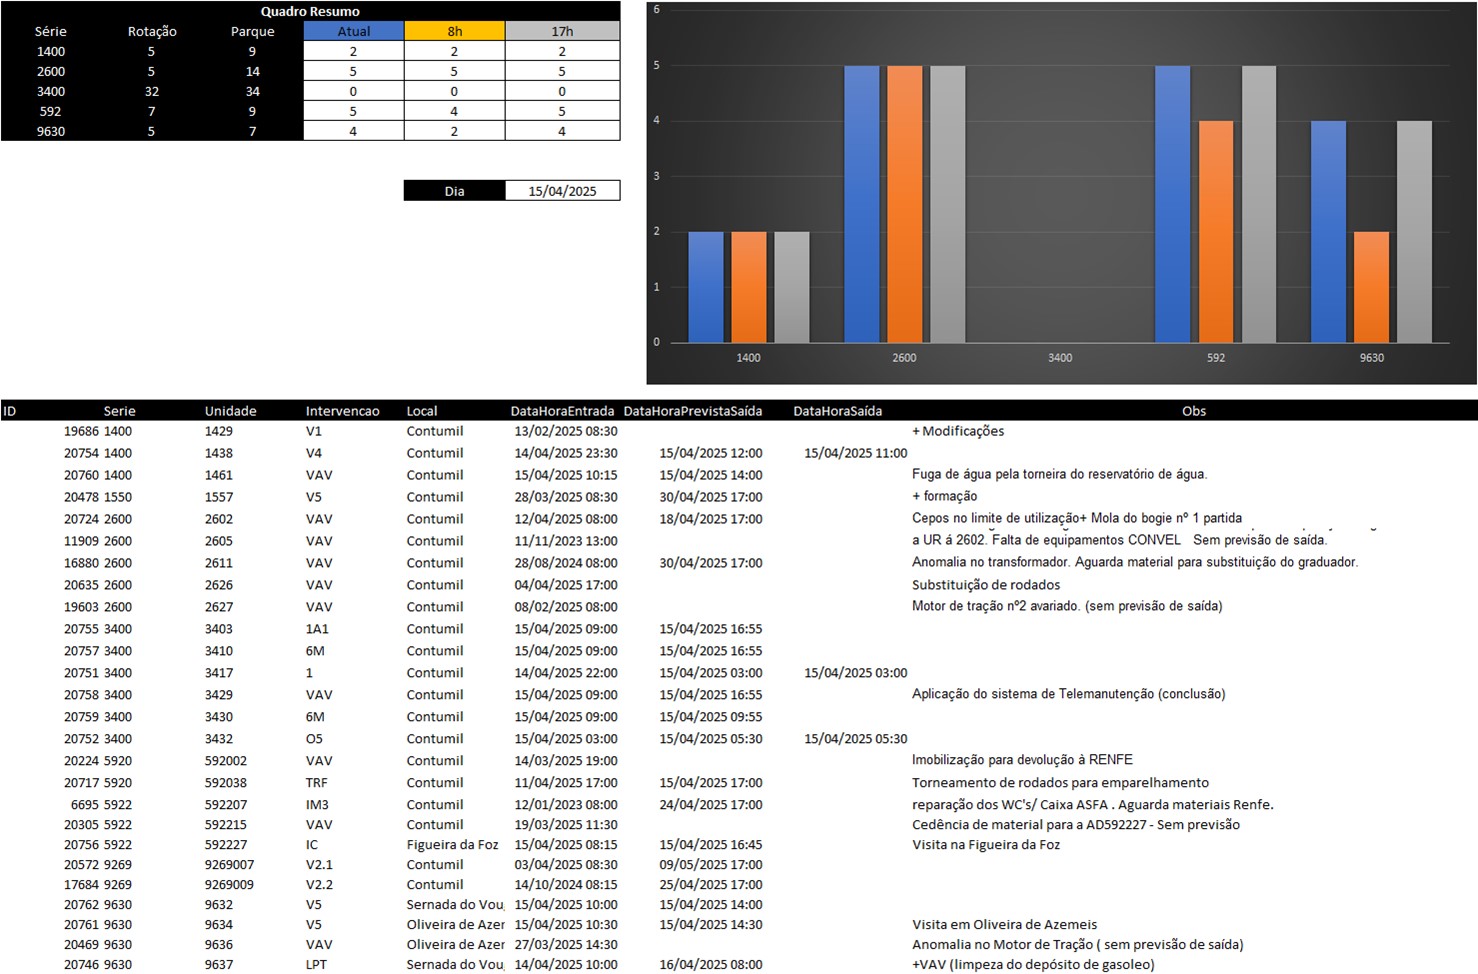 Quadro Resumo
Série Rotação Parque Atual 8h 17h
1400 5 9 2 2 2
2600 5 14 5 5 5
3400 32 34 0 0 0
592 7 9 5 4 5
9630 5 7 4 2 4
Dia 15/04/2025
6
5
4
3
2
1
0
1400 2600 3400 592 9630
ID Serie Unidade Intervencao Local DataHoraEntrada DataHoraPrevistaSaída DataHoraSaída Obs
19686 1400 1429 V1 Contumil 13/02/2025 08:30 + Modificações
20754 1400 1438 V4 Contumil 14/04/2025 23:30 15/04/2025 12:00 15/04/2025 11:00
20760 1400 1461 VAV Contumil 15/04/2025 10:15 15/04/2025 14:00 Fuga de água pela torneira do reservatório de água.
20478 1550 1557 V5 Contumil 28/03/2025 08:30 30/04/2025 17:00 + formação
20724 2600 2602 VAV Contumil 12/04/2025 08:00 18/04/2025 17:00 Cepos no limite de utilização+ Mola do bogie nº 1 partida
11909 2600 2605 VAV Contumil 11/11/2023 13:00 a UR á 2602. Falta de equipamentos CONVEL Sem previsão de saída.
16880 2600 2611 VAV Contumil 28/08/2024 08:00 30/04/2025 17:00 Anomalia no transformador. Aguarda material para substituição do graduador.
20635 2600 2626 VAV Contumil 04/04/2025 17:00 Substituição de rodados
19603 2600 2627 VAV Contumil 08/02/2025 08:00 Motor de tração nº2 avariado. (sem previsão de saída)
20755 3400 3403 1A1 Contumil 15/04/2025 09:00 15/04/2025 16:55
20757 3400 3410 6M Contumil 15/04/2025 09:00 15/04/2025 16:55
20751 3400 3417 1 Contumil 14/04/2025 22:00 15/04/2025 03:00 15/04/2025 03:00
20758 3400 3429 VAV Contumil 15/04/2025 09:00 15/04/2025 16:55 Aplicação do sistema de Telemanutenção (conclusão)
20759 3400 3430 6M Contumil 15/04/2025 09:00 15/04/2025 09:55
20752 3400 3432 O5 Contumil 15/04/2025 03:00 15/04/2025 05:30 15/04/2025 05:30
20224 5920 592002 VAV Contumil 14/03/2025 19:00 Imobilização para devolução à RENFE
20717 5920 592038 TRF Contumil 11/04/2025 17:00 15/04/2025 17:00 Torneamento de rodados para emparelhamento
6695 5922 592207 IM3 Contumil 12/01/2023 08:00 24/04/2025 17:00 reparação dos WC's/ Caixa ASFA . Aguarda materiais Renfe.
20305 5922 592215 VAV Contumil 19/03/2025 11:30 Cedência de material para a AD592227 - Sem previsão
20756 5922 592227 IC Figueira da Foz 15/04/2025 08:15 15/04/2025 16:45 Visita na Figueira da Foz
20572 9269 9269007 V2.1 Contumil 03/04/2025 08:30 09/05/2025 17:00
17684 9269 9269009 V2.2 Contumil 14/10/2024 08:15 25/04/2025 17:00
20762 9630 9632 V5 Sernada do Vou 15/04/2025 10:00 15/04/2025 14:00
20761 9630 9634 V5 Oliveira de Azer 15/04/2025 10:30 15/04/2025 14:30 Visita em Oliveira de Azemeis
20469 9630 9636 VAV Oliveira de Azer 27/03/2025 14:30 Anomalia no Motor de Tração ( sem previsão de saída)
20746 9630 9637 LPT Sernada do Vou 14/04/2025 10:00 16/04/2025 08:00 +VAV (limpeza do depósito de gasoleo)